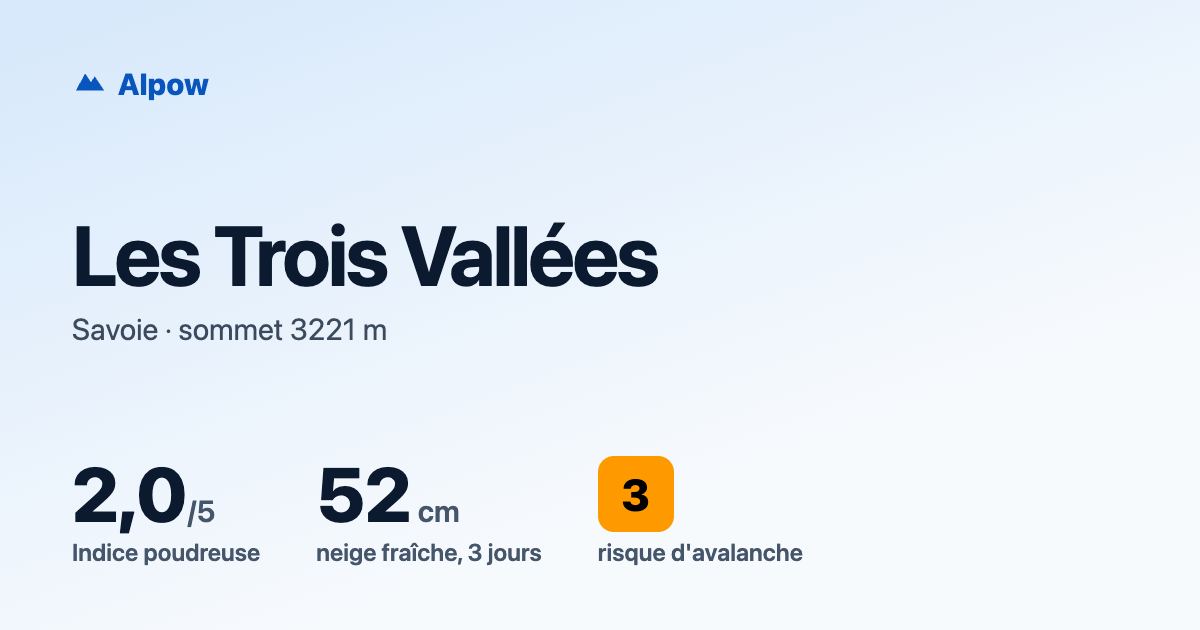 Alpow
Les Trois Vallées
Savoie · sommet 3221 m
2,0/5
Indice poudreuse
52 cm
neige fraîche, 3 jours
3
risque d'avalanche